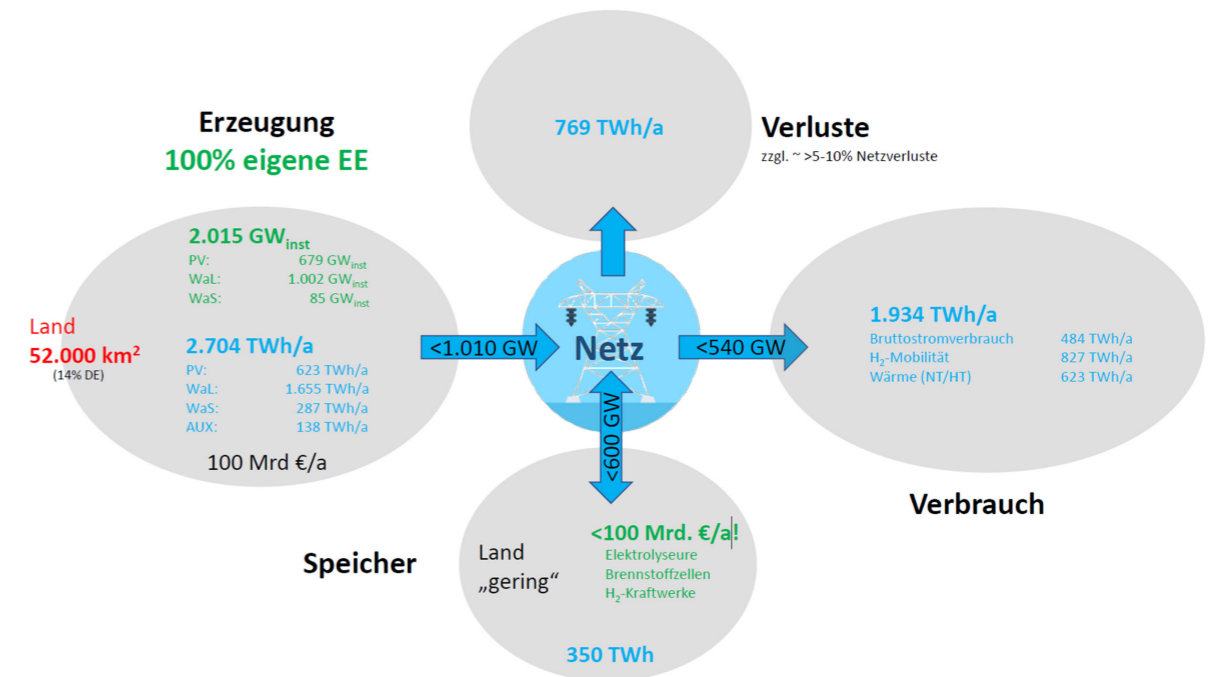 Erzeugung
100% eigene EE
2.015 GWinst
PV: 679 GWinst
WaL: 1.002 GWinst
WaS: 85 GWinst
2.704 TWh/a
PV: 623 TWh/a
WaL: 1.655 TWh/a
WaS: 287 TWh/a
AUX: 138 TWh/a
100 Mrd €/a
Land
52.000 km²
(14% DE)
<1.010 GW
Netz
769 TWh/a
Verluste
zzgl. ~ >5-10% Netzverluste
<540 GW
1.934 TWh/a
Bruttostromverbrauch 484 TWh/a
H₂-Mobilität 827 TWh/a
Wärme (NT/HT) 623 TWh/a
Verbrauch
<600 GW
Speicher
Land
„gering“
<100 Mrd. €/a!
Elektrolyseure
Brennstoffzellen
H₂-Kraftwerke
350 TWh